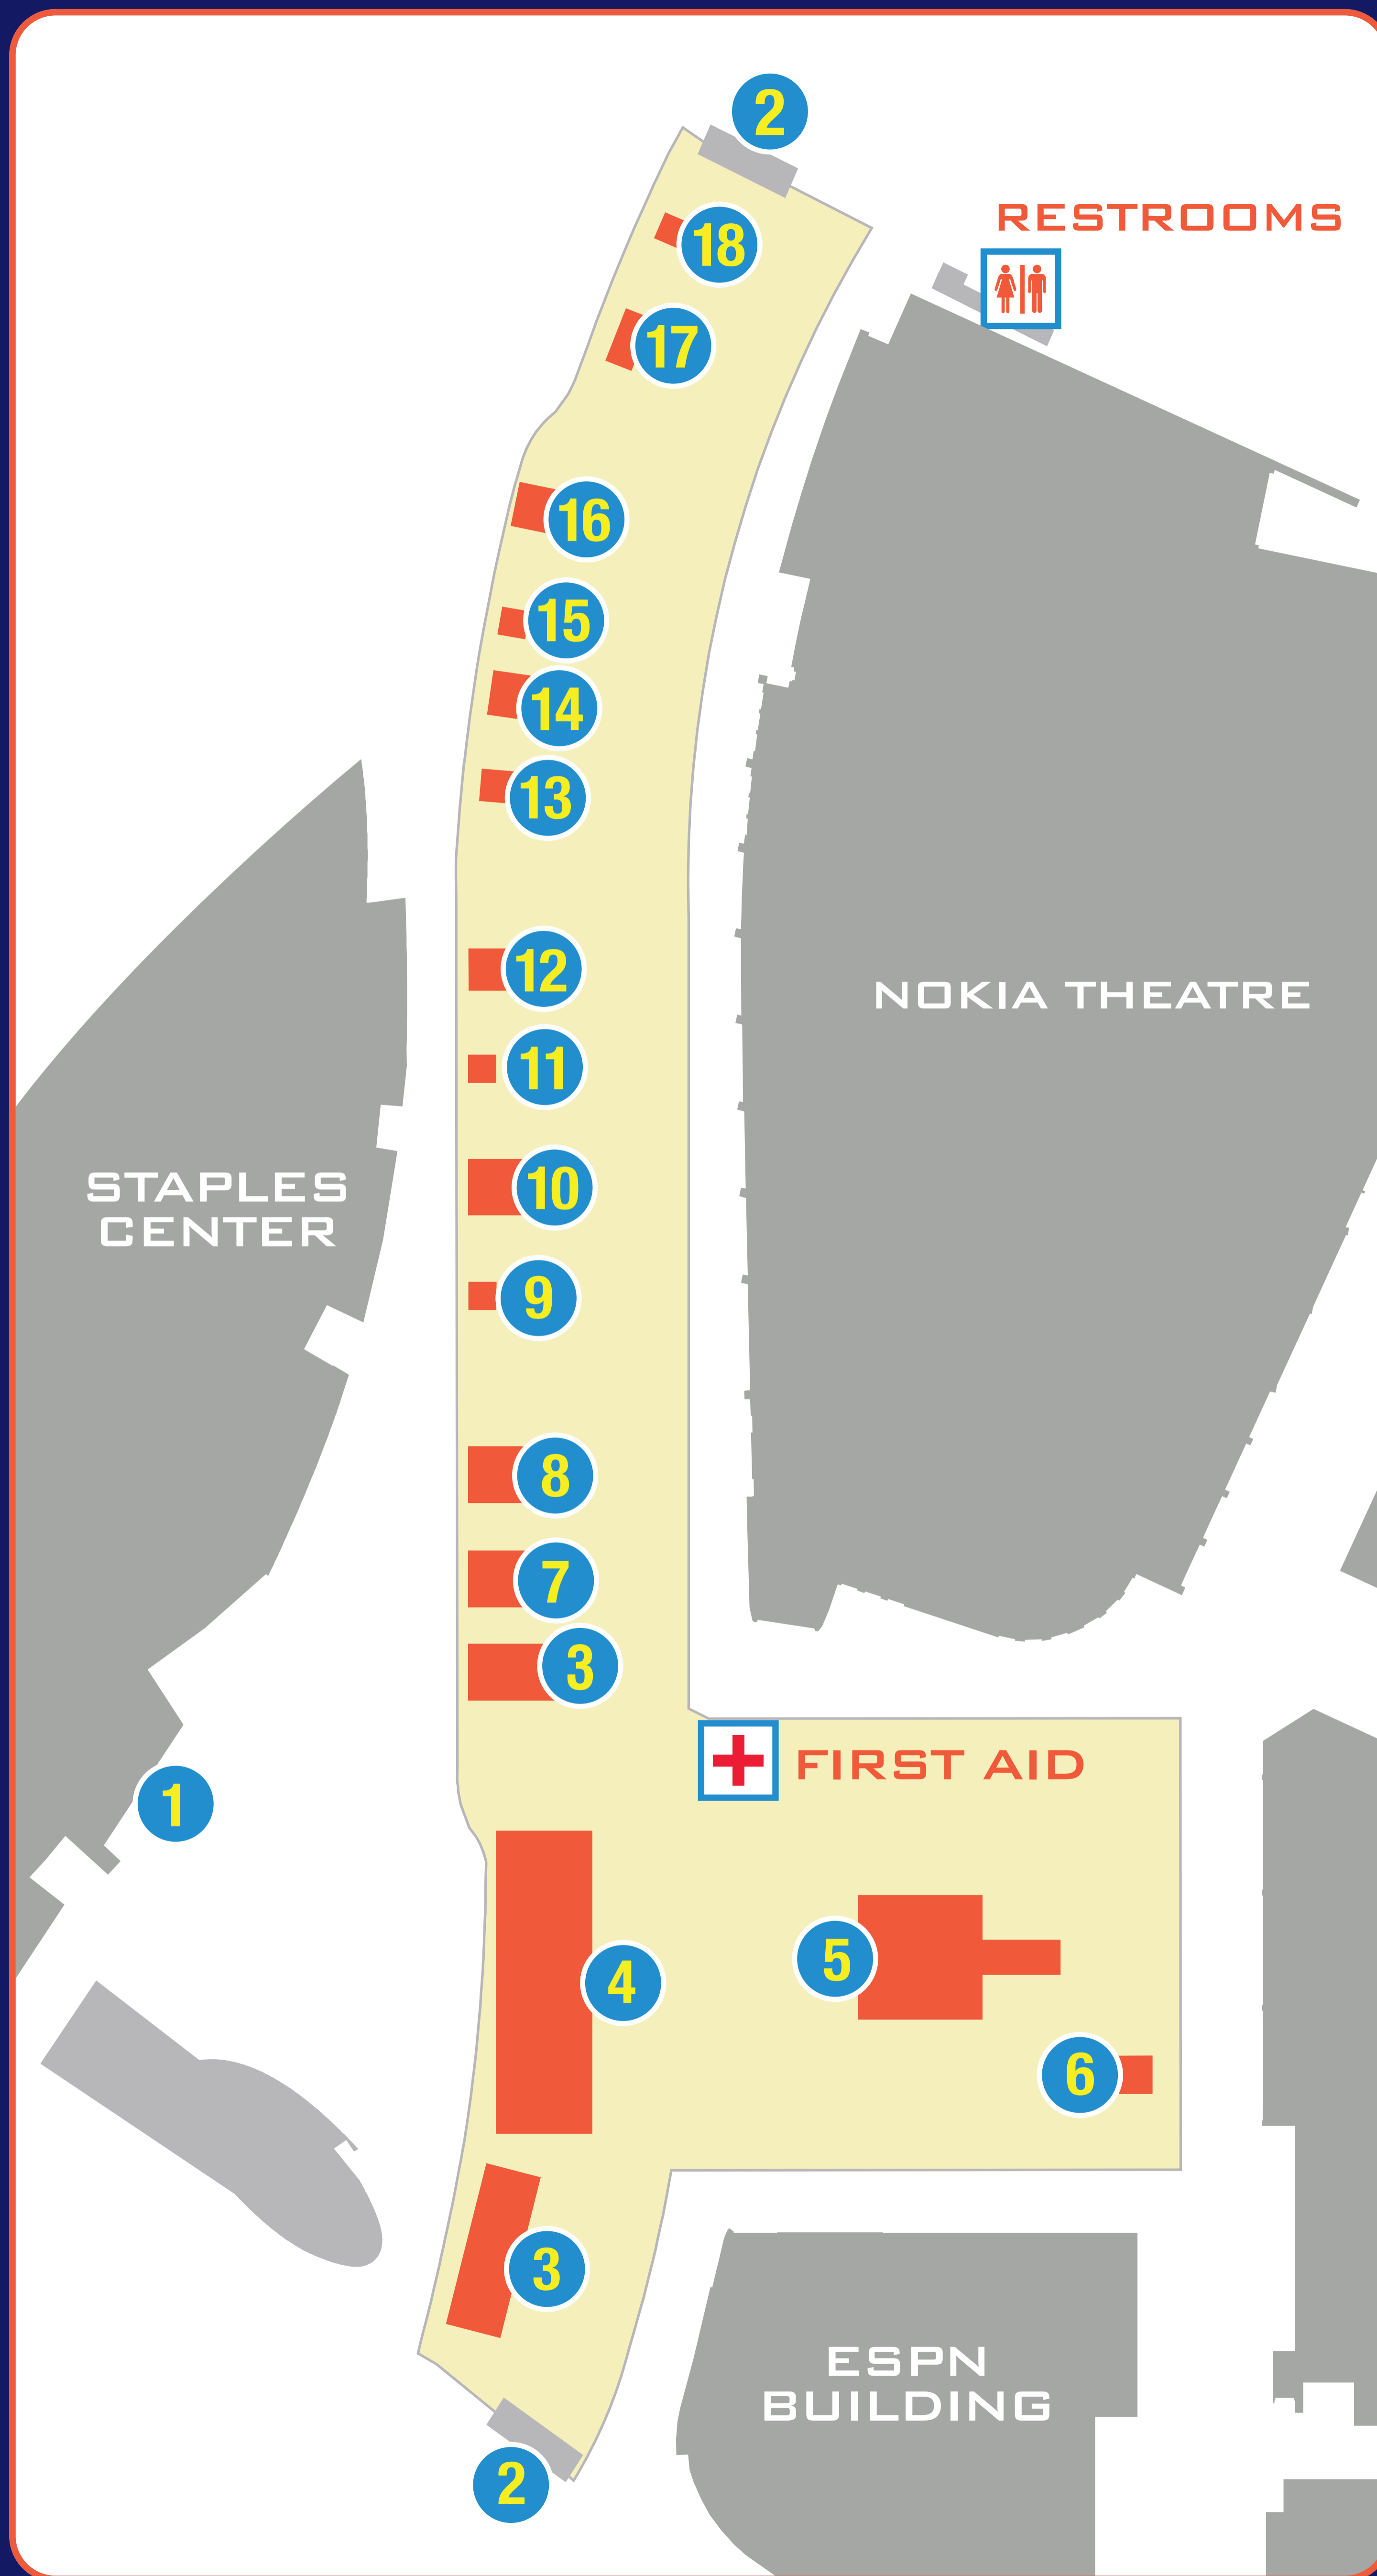 2
RESTROOMS
18
17
16
15
14
13
12
NOKIA THEATRE
11
10
STAPLES
CENTER
9
8
7
3
FIRST AID
1
5
4
6
3
ESPN
BUILDING
2